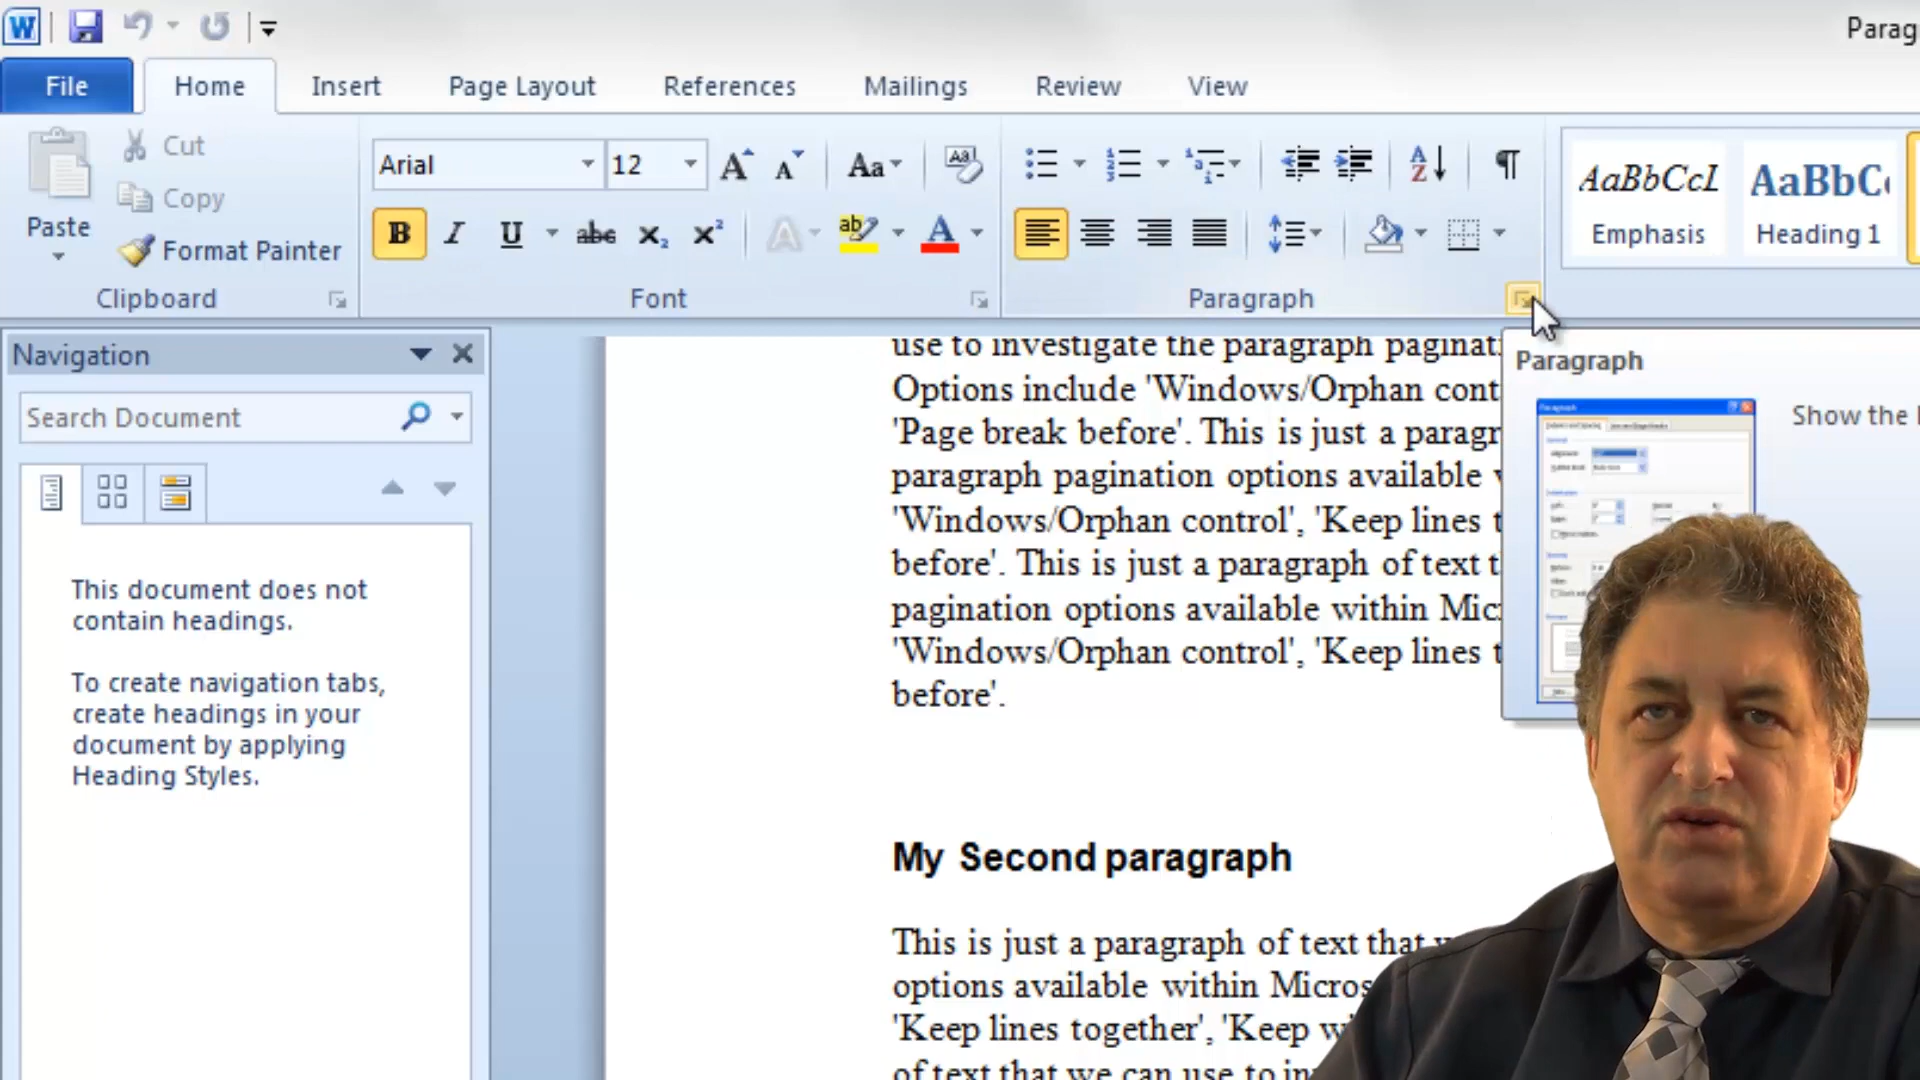 W
Parag
File Home Insert Page Layout References Mailings Review View
Paste
Cut
Copy
Format Painter
Clipboard
Arial 12
Aa
B I U abc x₂ x² A ab A
Font
A Z ¶
Paragraph
AaBbCcI
Emphasis
AaBbC
Heading 1
Navigation
Search Document
This document does not
contain headings.
To create navigation tabs,
create headings in your
document by applying
Heading Styles.
use to investigate the paragraph paginati
Options include 'Windows/Orphan cont
'Page break before'. This is just a paragr
paragraph pagination options available
'Windows/Orphan control', 'Keep lines t
before'. This is just a paragraph of text t
pagination options available within Mic
'Windows/Orphan control', 'Keep lines t
before'.
My Second paragraph
This is just a paragraph of text that w
options available within Micros
'Keep lines together', 'Keep w
of text that we can use to in
Paragraph
Show the